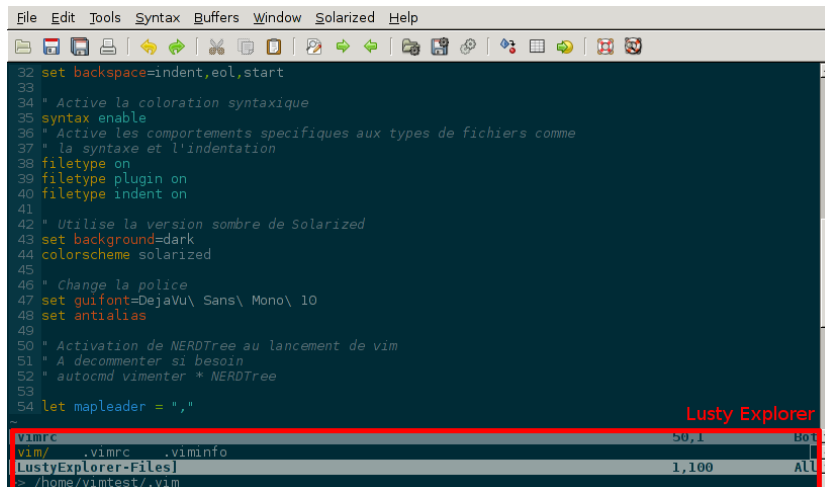 File Edit Tools Syntax Buffers Window Solarized Help
32 set backspace=indent,eol,start
33
34 " Active la coloration syntaxique
35 syntax enable
36 " Active les comportements specifiques aux types de fichiers comme
37 " la syntaxe et l'indentation
38 filetype on
39 filetype plugin on
40 filetype indent on
41
42 " Utilise la version sombre de Solarized
43 set background=dark
44 colorscheme solarized
45
46 " Change la police
47 set guifont=DejaVu\ Sans\ Mono\ 10
48 set antialias
49
50 " Activation de NERDTree au lancement de vim
51 " A decommenter si besoin
52 " autocmd vimenter * NERDTree
53
54 let mapleader = ","
~
Lusty Explorer
vimrc 50,1 Bot
vim/ .vimrc .viminfo
LustyExplorer-Files] 1,100 All
>> /home/vimtest/.vim